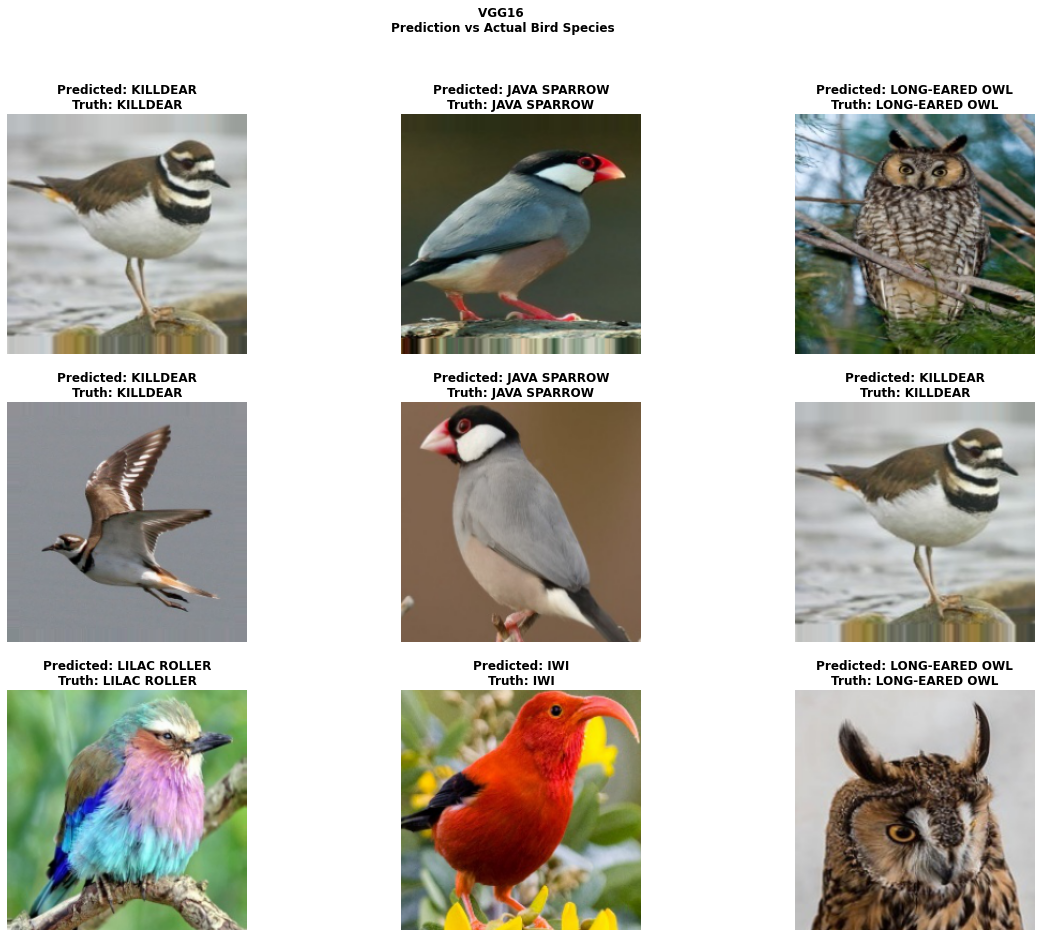 VGG16
Prediction vs Actual Bird Species
Predicted: KILLDEAR
Truth: KILLDEAR
Predicted: JAVA SPARROW
Truth: JAVA SPARROW
Predicted: LONG-EARED OWL
Truth: LONG-EARED OWL
Predicted: KILLDEAR
Truth: KILLDEAR
Predicted: JAVA SPARROW
Truth: JAVA SPARROW
Predicted: KILLDEAR
Truth: KILLDEAR
Predicted: LILAC ROLLER
Truth: LILAC ROLLER
Predicted: IWI
Truth: IWI
Predicted: LONG-EARED OWL
Truth: LONG-EARED OWL